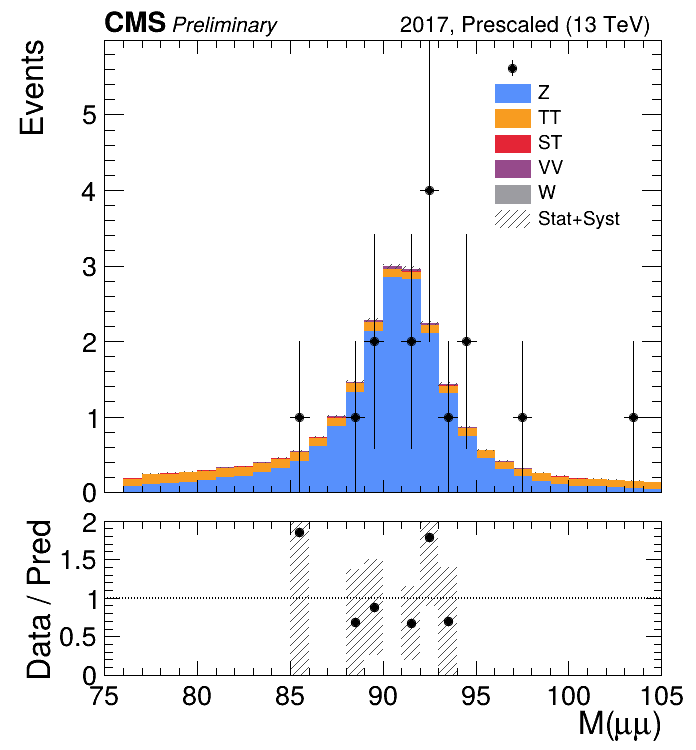 CMS Preliminary 2017, Prescaled (13 TeV)
Events
Z
TT
ST
VV
W
Stat+Syst
5
4
3
2
1
0
Data / Pred
2
1.5
1
0.5
0
75 80 85 90 95 100 105
M(μμ)